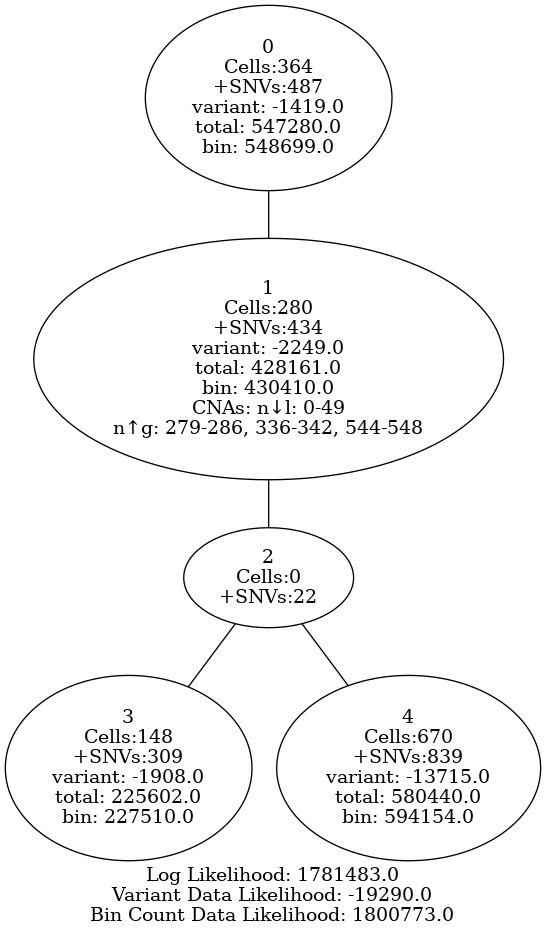 0
Cells:364
+SNVs:487
variant: -1419.0
total: 547280.0
bin: 548699.0
1
Cells:280
+SNVs:434
variant: -2249.0
total: 428161.0
bin: 430410.0
CNAs: n↓l: 0-49
n↑g: 279-286, 336-342, 544-548
2
Cells:0
+SNVs:22
3
Cells:148
+SNVs:309
variant: -1908.0
total: 225602.0
bin: 227510.0
4
Cells:670
+SNVs:839
variant: -13715.0
total: 580440.0
bin: 594154.0
Log Likelihood: 1781483.0
Variant Data Likelihood: -19290.0
Bin Count Data Likelihood: 1800773.0